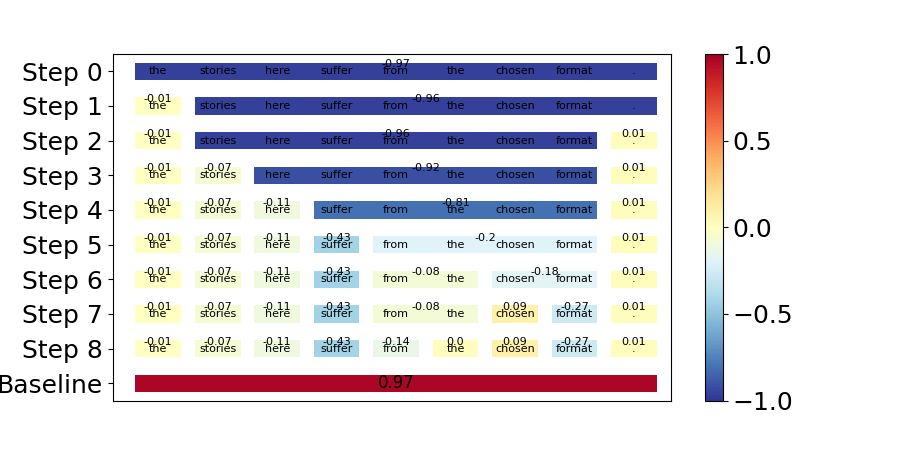 1.0
-0.97
Step 0 the stories here suffer from the chosen format .
-0.01 -0.96
Step 1 the stories here suffer from the chosen format .
-0.01 -0.96 0.01
Step 2 the stories here suffer from the chosen format .
0.5
-0.01 -0.07 -0.92 0.01
Step 3 the stories here suffer from the chosen format .
-0.01 -0.07 -0.11 -0.81 0.01
Step 4 the stories here suffer from the chosen format .
0.0
-0.01 -0.07 -0.11 -0.43 -0.2 0.01
Step 5 the stories here suffer from the chosen format .
-0.01 -0.07 -0.11 -0.43 -0.08 -0.18 0.01
Step 6 the stories here suffer from the chosen format .
-0.01 -0.07 -0.11 -0.43 -0.08 0.09 -0.27 0.01
Step 7 the stories here suffer from the chosen format .
−0.5
-0.01 -0.07 -0.11 -0.43 -0.14 0.0 0.09 -0.27 0.01
Step 8 the stories here suffer from the chosen format .
Baseline 0.97
−1.0